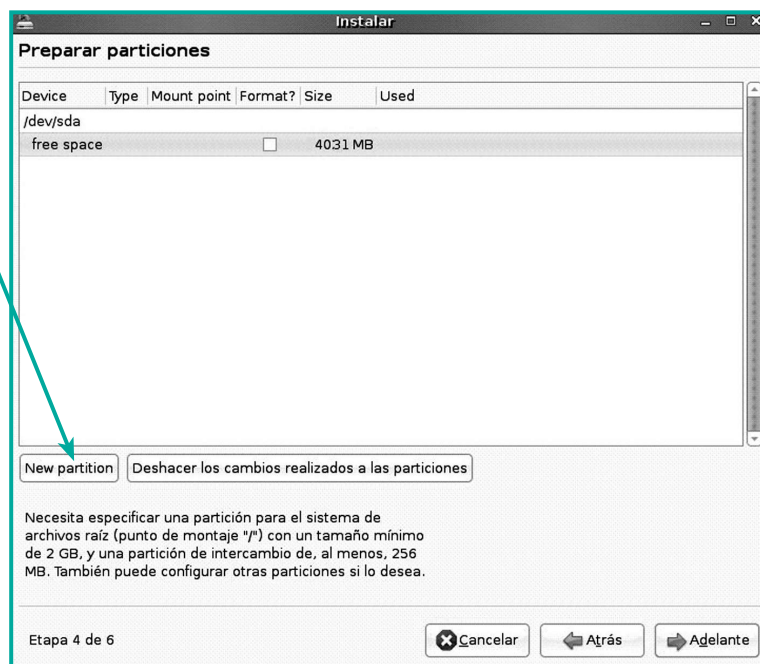 Instalar
Preparar particiones
Device Type Mount point Format? Size Used
/dev/sda
free space 4031 MB
New partition Deshacer los cambios realizados a las particiones
Necesita especificar una partición para el sistema de
archivos raíz (punto de montaje "/") con un tamaño mínimo
de 2 GB, y una partición de intercambio de, al menos, 256
MB. También puede configurar otras particiones si lo desea.
Etapa 4 de 6 Cancelar Atrás Adelante